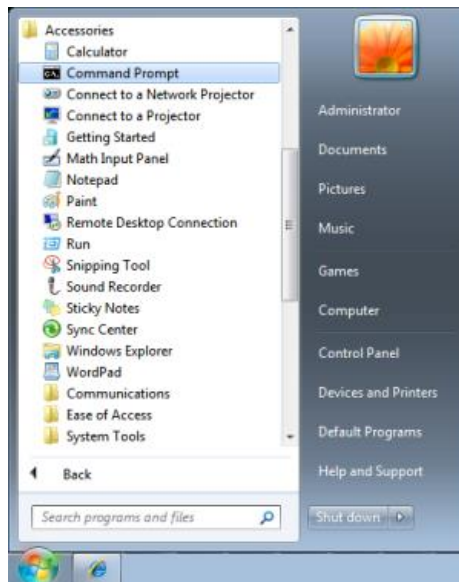 Accessories
Calculator
Command Prompt
Connect to a Network Projector
Connect to a Projector
Getting Started
Math Input Panel
Notepad
Paint
Remote Desktop Connection
Run
Snipping Tool
Sound Recorder
Sticky Notes
Sync Center
Windows Explorer
WordPad
Communications
Ease of Access
System Tools
Back
Search programs and files
Administrator
Documents
Pictures
Music
Games
Computer
Control Panel
Devices and Printers
Default Programs
Help and Support
Shut down